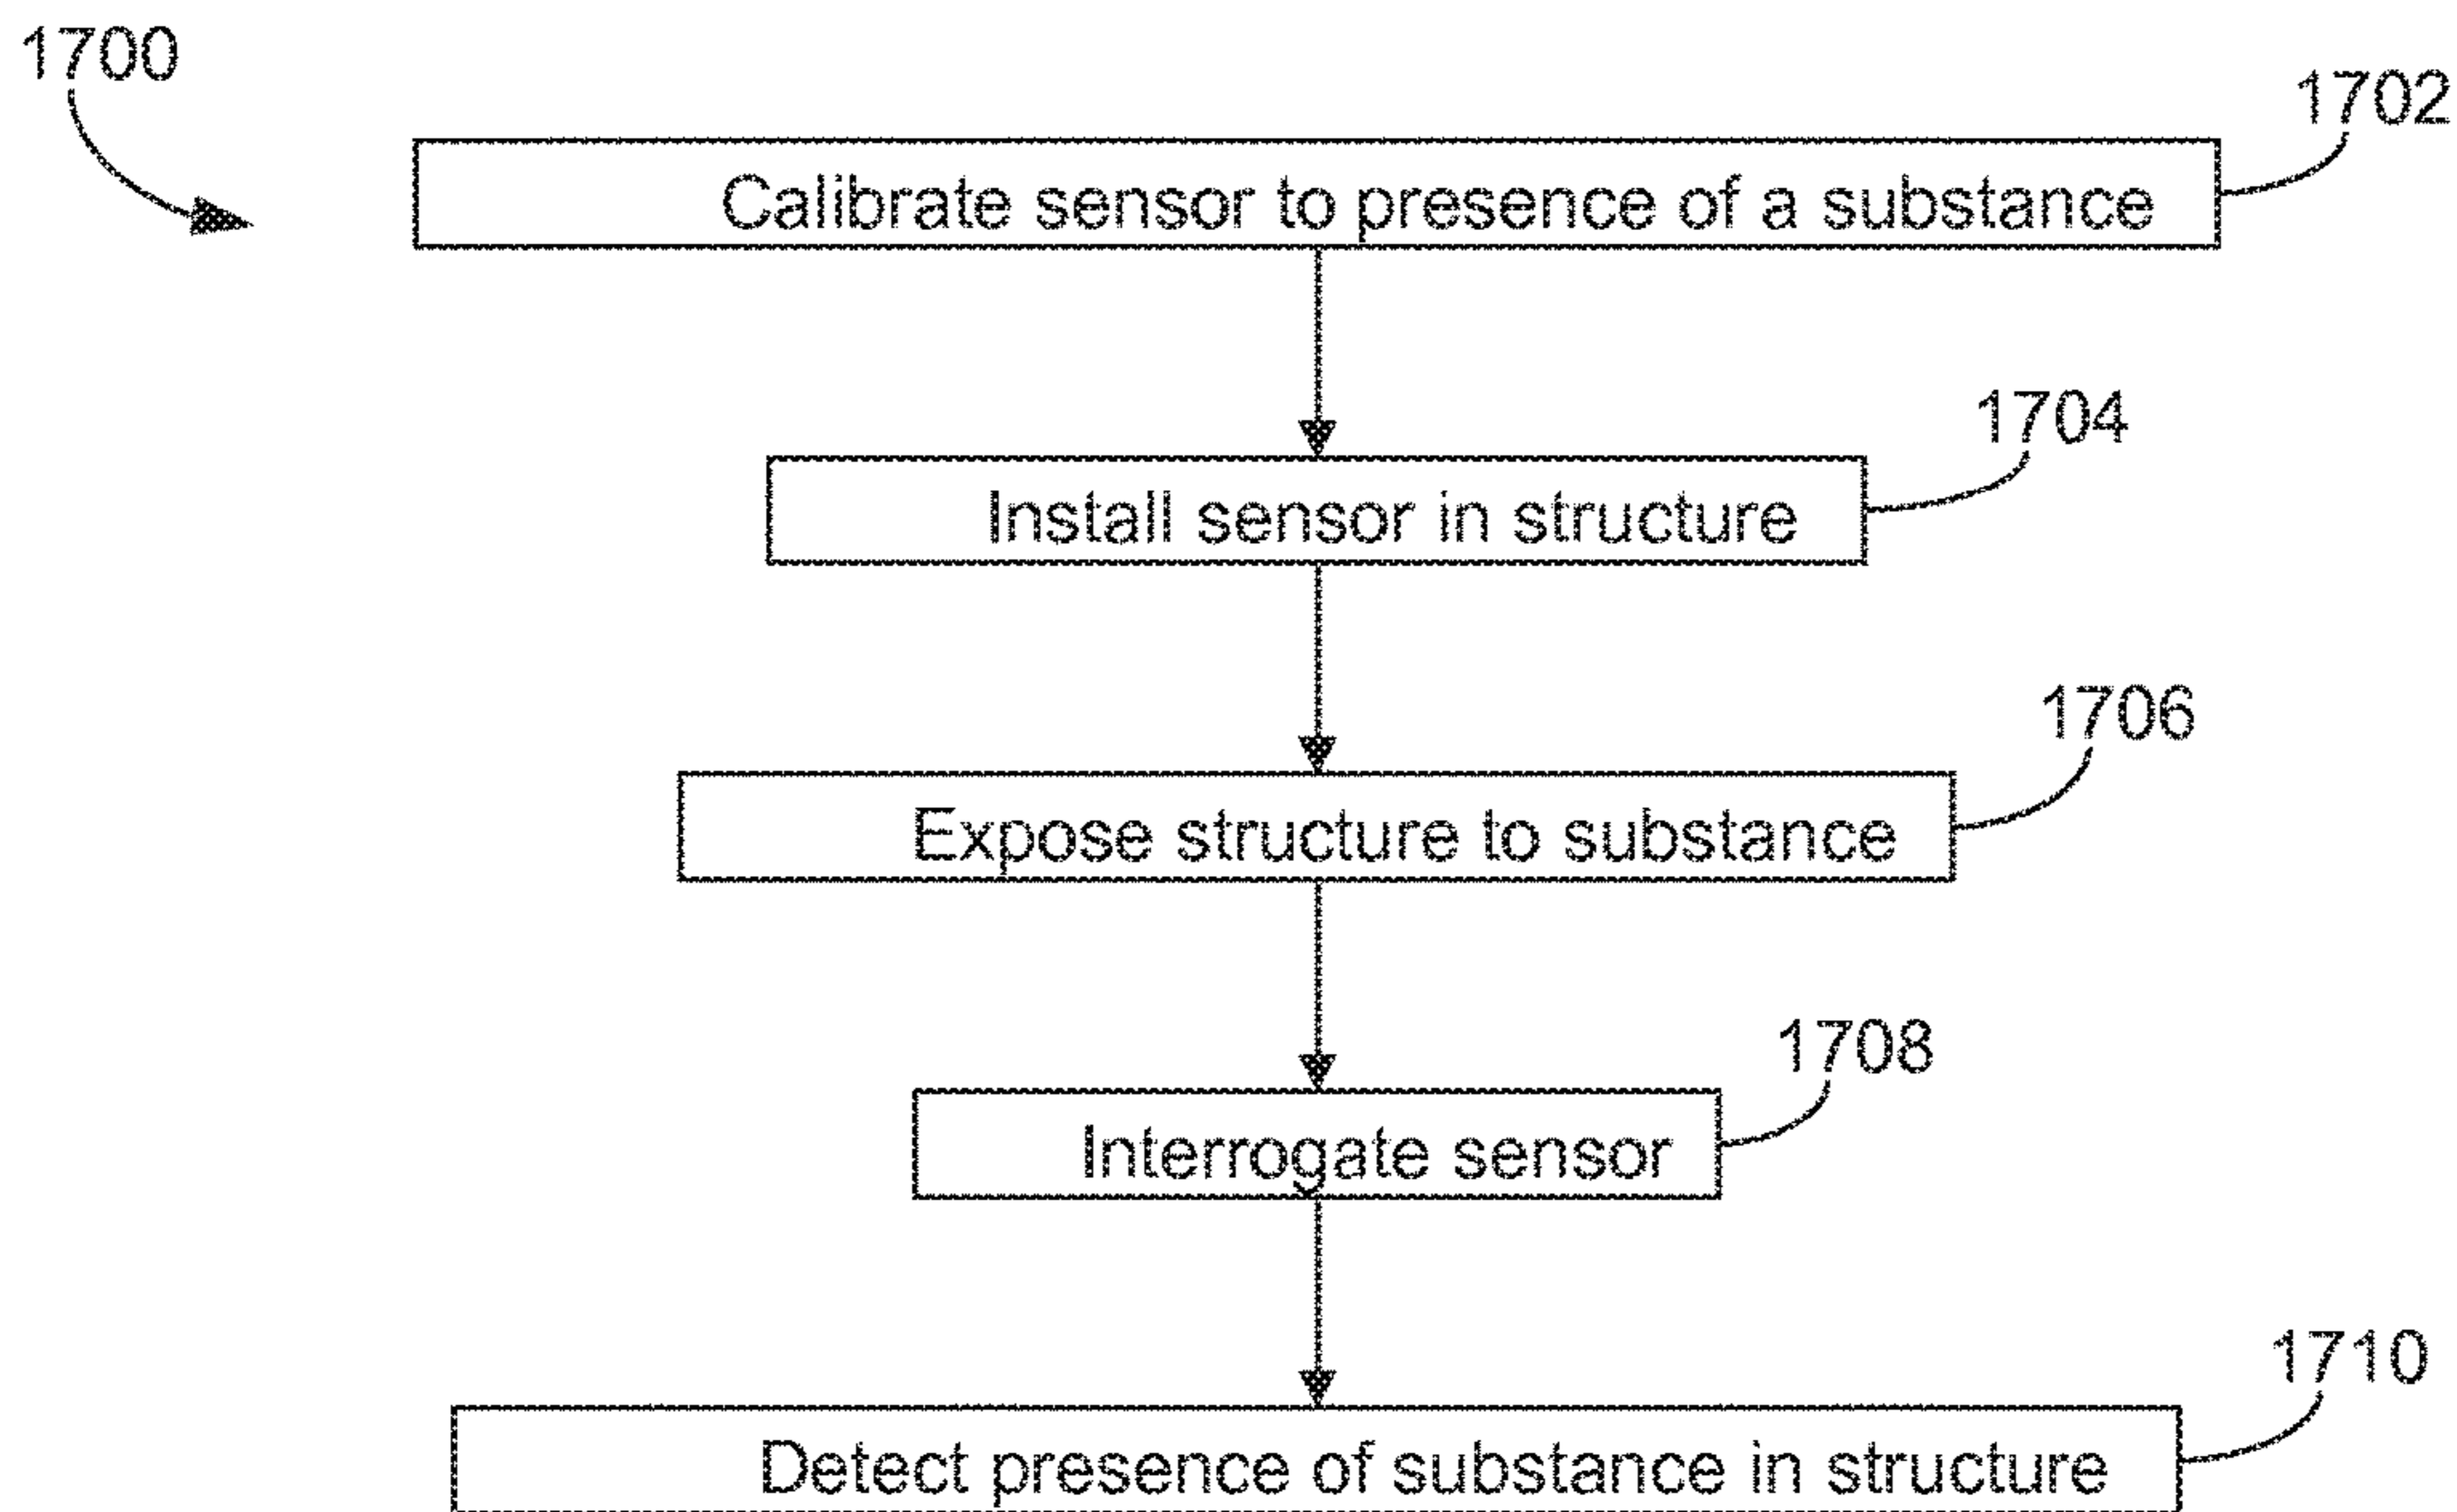 1700
1702
Calibrate sensor to presence of a substance
1704
Install sensor in structure
1706
Expose structure to substance
1708
Interrogate sensor
1710
Detect presence of substance in structure